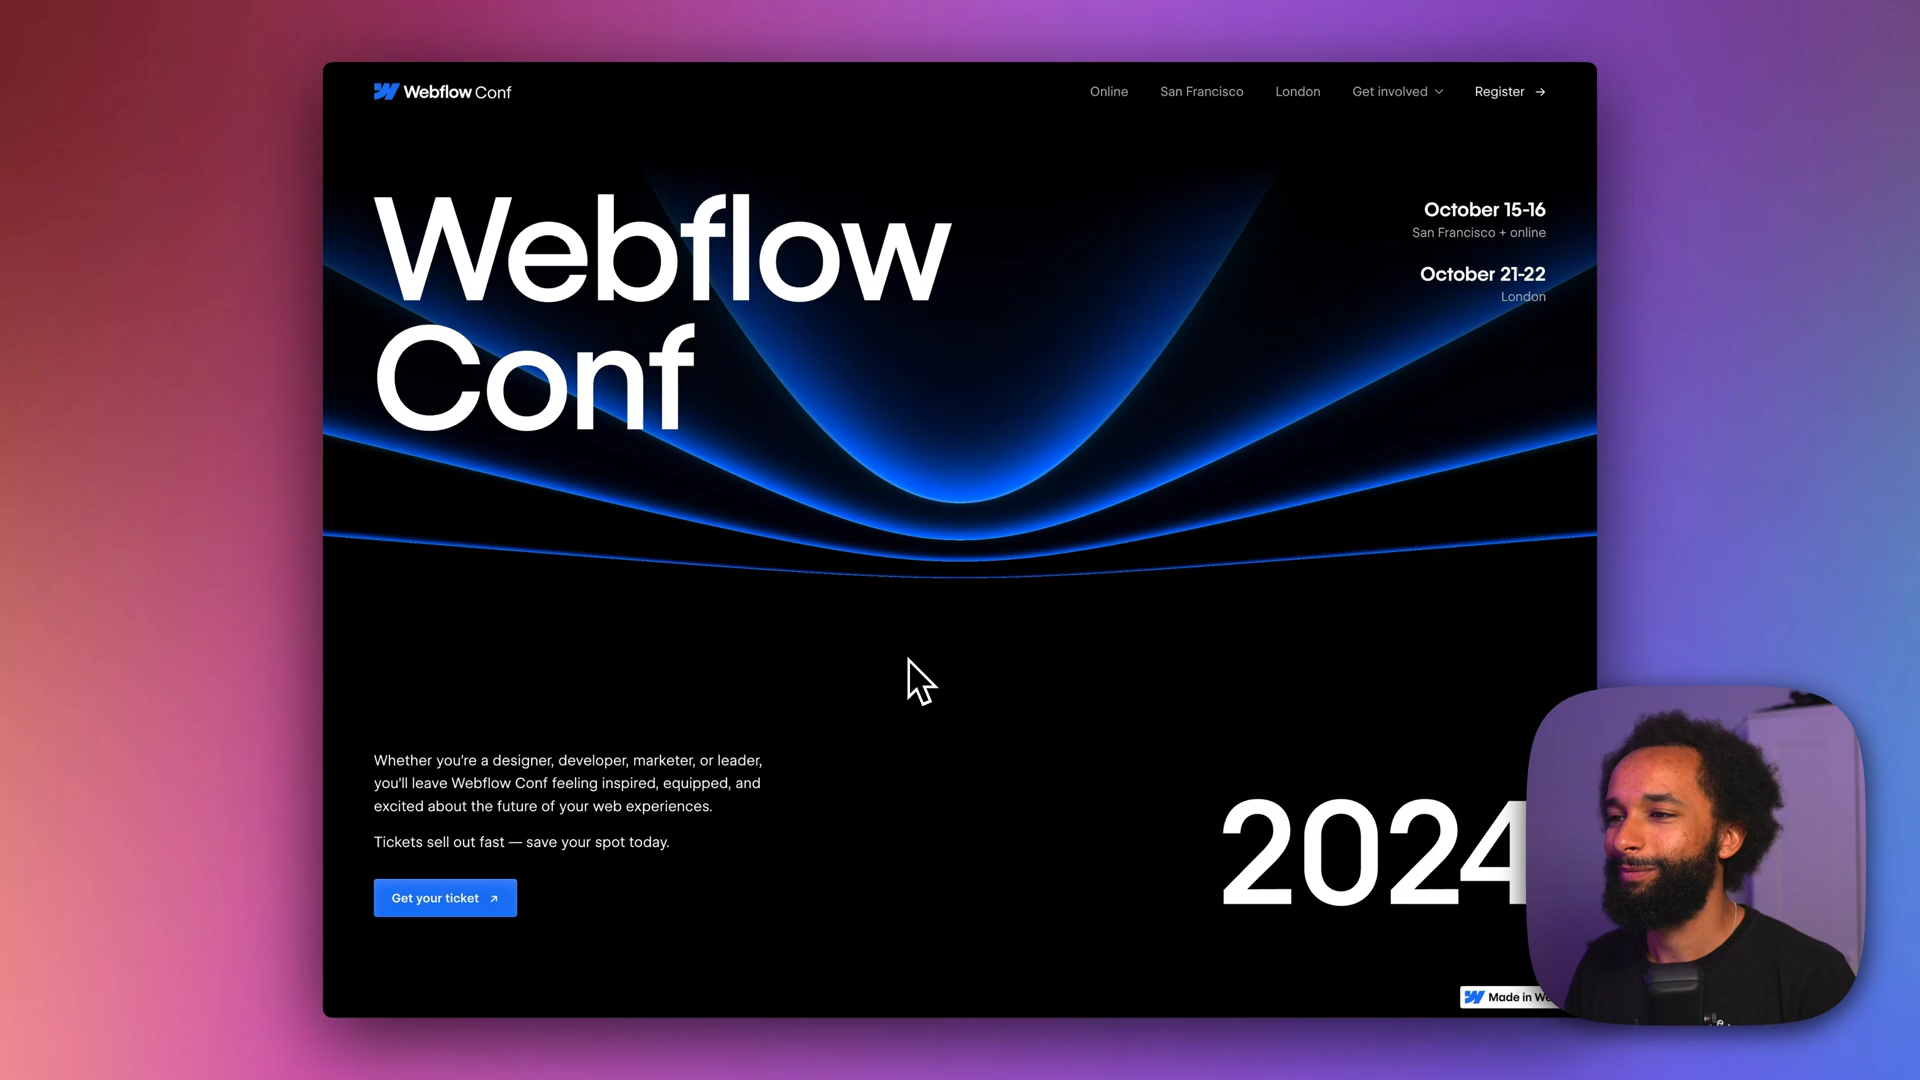 Webflow Conf
Online
San Francisco
London
Get involved
Register →
Webflow
Conf
October 15-16
San Francisco + online
October 21-22
London
Whether you're a designer, developer, marketer, or leader,
you'll leave Webflow Conf feeling inspired, equipped, and
excited about the future of your web experiences.
Tickets sell out fast — save your spot today.
Get your ticket ↗
2024
Made in